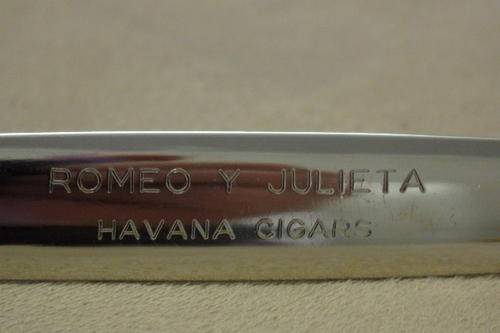 ROMEO Y JULIETA
HAVANA CIGARS